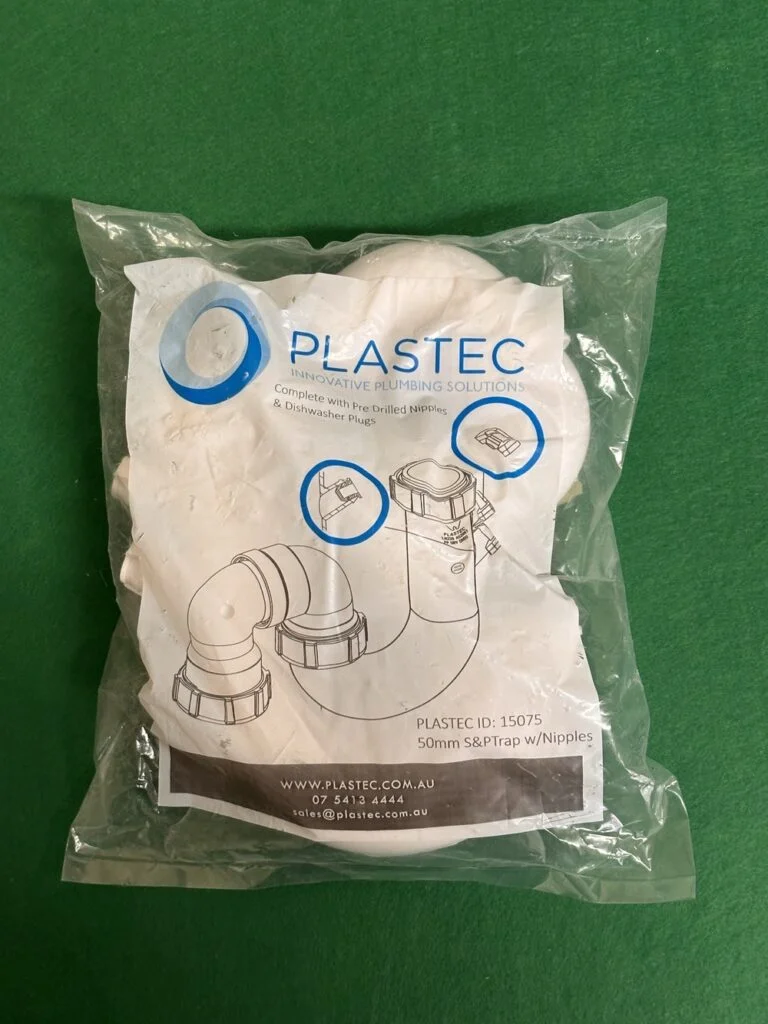 PLASTEC
INNOVATIVE PLUMBING SOLUTIONS
Complete with Pre Drilled Nipples
& Dishwasher Plugs
PLASTEC
PLASTEC ID: 15075
50mm S&PTrap w/Nipples
WWW.PLASTEC.COM.AU
07 5413 4444
sales@plastec.com.au